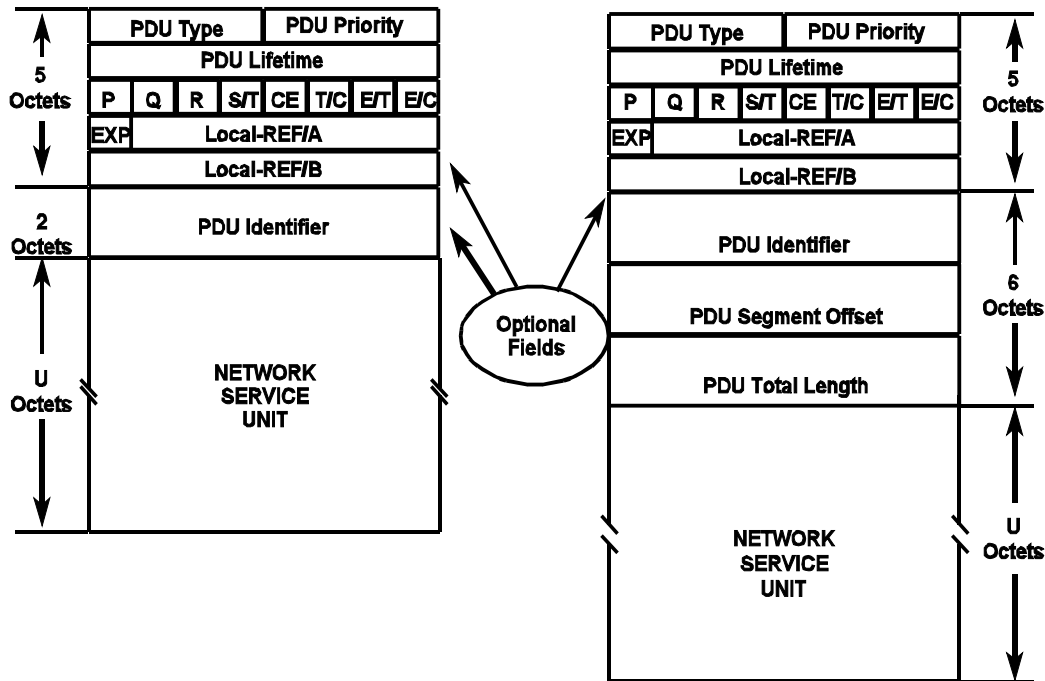 PDU Type PDU Priority
PDU Lifetime
P Q R S/T CE T/C E/T E/C
EXP Local-REF/A
Local-REF/B
PDU Identifier
NETWORK
SERVICE
UNIT
5
Octets
2
Octets
U
Octets
Optional
Fields
PDU Type PDU Priority
PDU Lifetime
P Q R S/T CE T/C E/T E/C
EXP Local-REF/A
Local-REF/B
PDU Identifier
PDU Segment Offset
PDU Total Length
NETWORK
SERVICE
UNIT
5
Octets
6
Octets
U
Octets